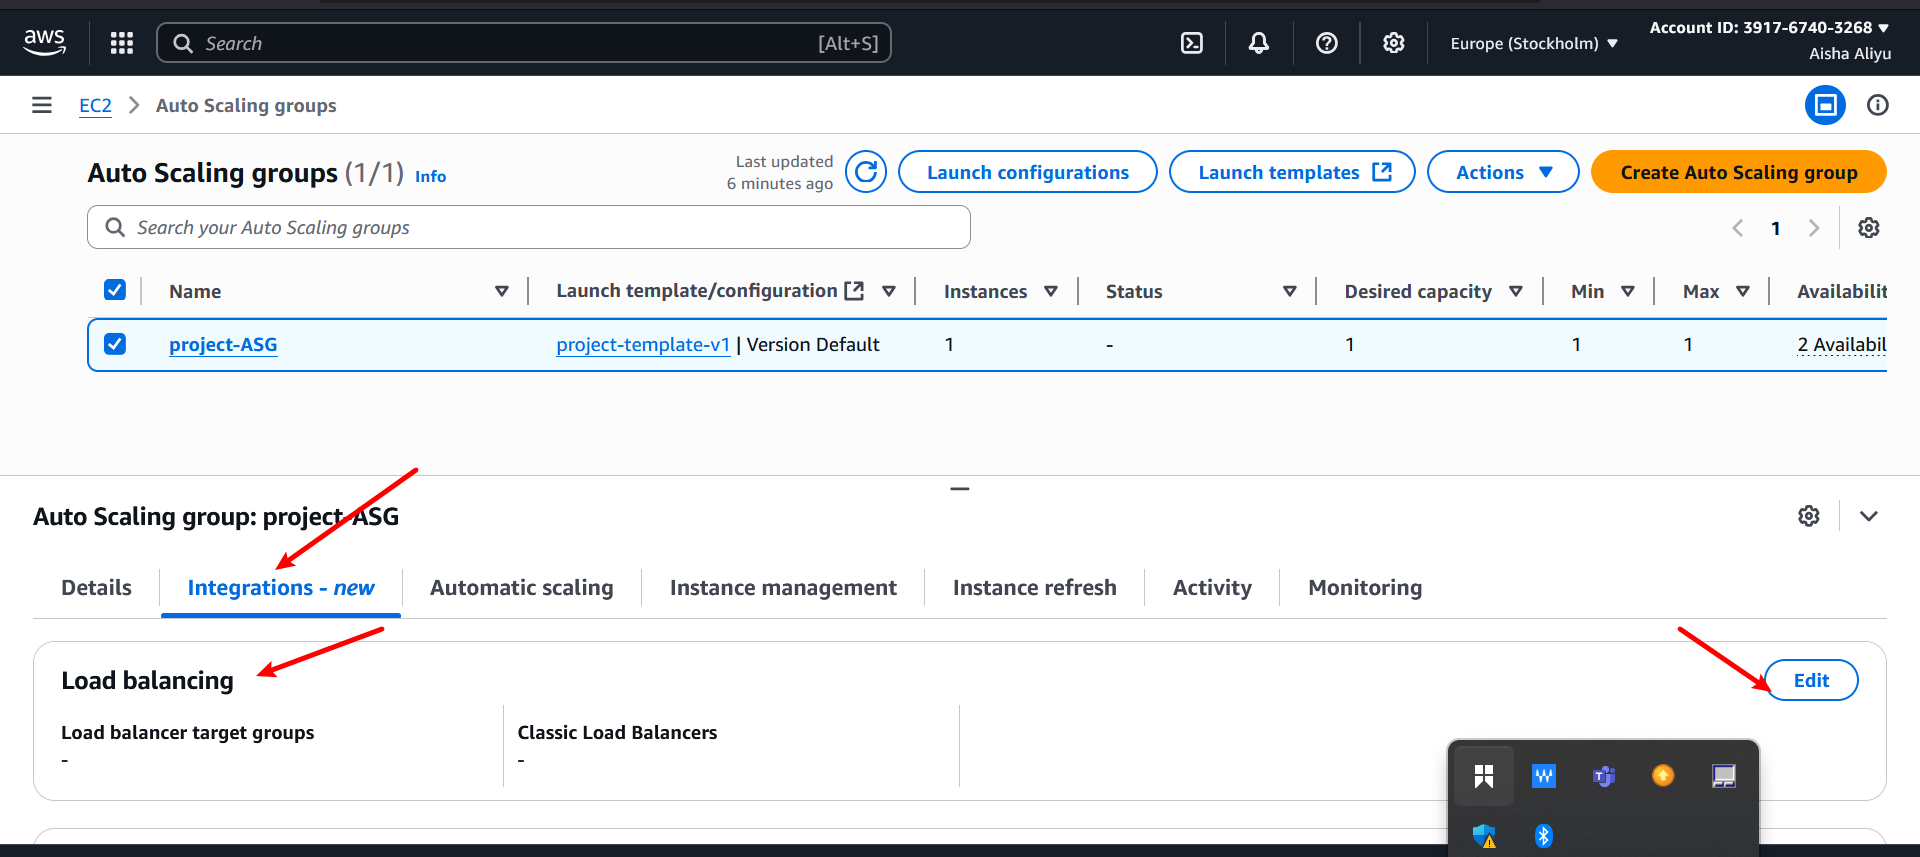 aws
Search [Alt+S]
Europe (Stockholm)
Account ID: 3917-6740-3268
Aisha Aliyu
EC2 Auto Scaling groups
Auto Scaling groups (1/1) Info
Last updated
6 minutes ago
Launch configurations
Launch templates
Actions
Create Auto Scaling group
Search your Auto Scaling groups
1
Name Launch template/configuration Instances Status Desired capacity Min Max Availabilit
project-ASG project-template-v1 | Version Default 1 - 1 1 1 2 Availabil
Auto Scaling group: project-ASG
Details Integrations - new Automatic scaling Instance management Instance refresh Activity Monitoring
Load balancing
Edit
Load balancer target groups
-
Classic Load Balancers
-